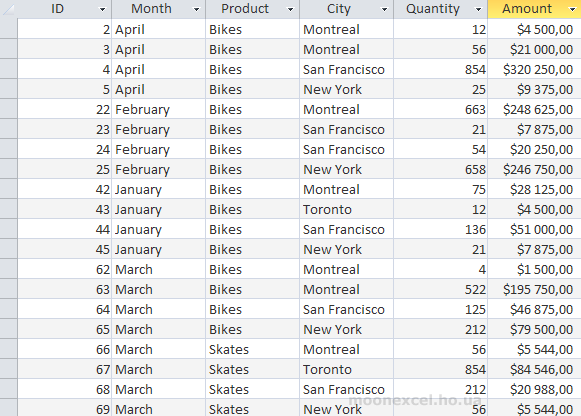 ID Month Product City Quantity Amount
2 April Bikes Montreal 12 $4 500,00
3 April Bikes Montreal 56 $21 000,00
4 April Bikes San Francisco 854 $320 250,00
5 April Bikes New York 25 $9 375,00
22 February Bikes Montreal 663 $248 625,00
23 February Bikes San Francisco 21 $7 875,00
24 February Bikes San Francisco 54 $20 250,00
25 February Bikes New York 658 $246 750,00
42 January Bikes Montreal 75 $28 125,00
43 January Bikes Toronto 12 $4 500,00
44 January Bikes San Francisco 136 $51 000,00
45 January Bikes New York 21 $7 875,00
62 March Bikes Montreal 4 $1 500,00
63 March Bikes Montreal 522 $195 750,00
64 March Bikes San Francisco 125 $46 875,00
65 March Bikes New York 212 $79 500,00
66 March Skates Montreal 56 $5 544,00
67 March Skates Toronto 854 $84 546,00
68 March Skates San Francisco 212 $20 988,00
moonexcel.ho.ua
69 March Skates New York 56 $5 544,00